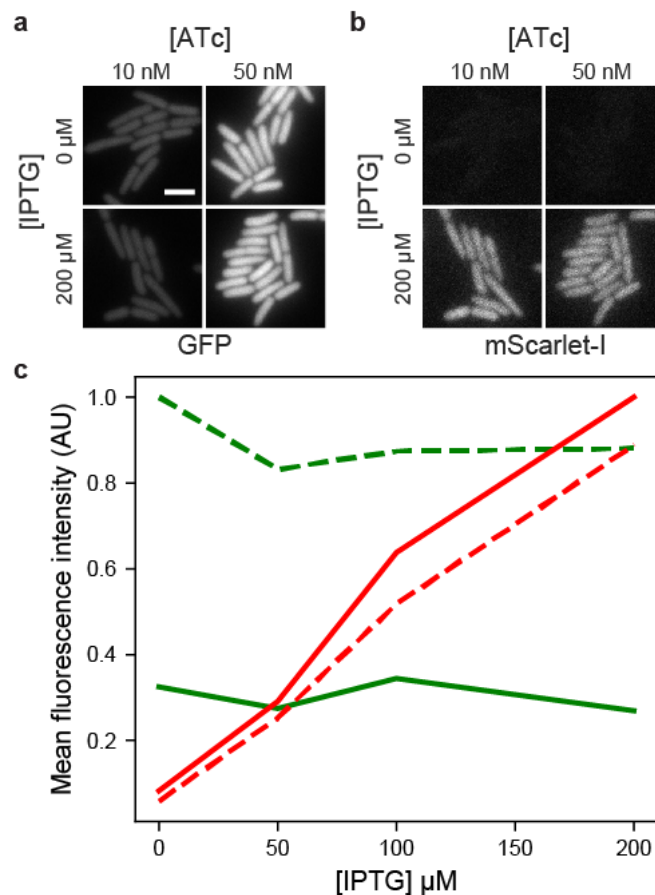 a
[ATc]
10 nM 50 nM
[IPTG]
0 µM
200 µM
GFP
b
[ATc]
10 nM 50 nM
[IPTG]
0 µM
200 µM
mScarlet-I
c
Mean fluorescence intensity (AU)
1.0
0.8
0.6
0.4
0.2
0 50 100 150 200
[IPTG] µM